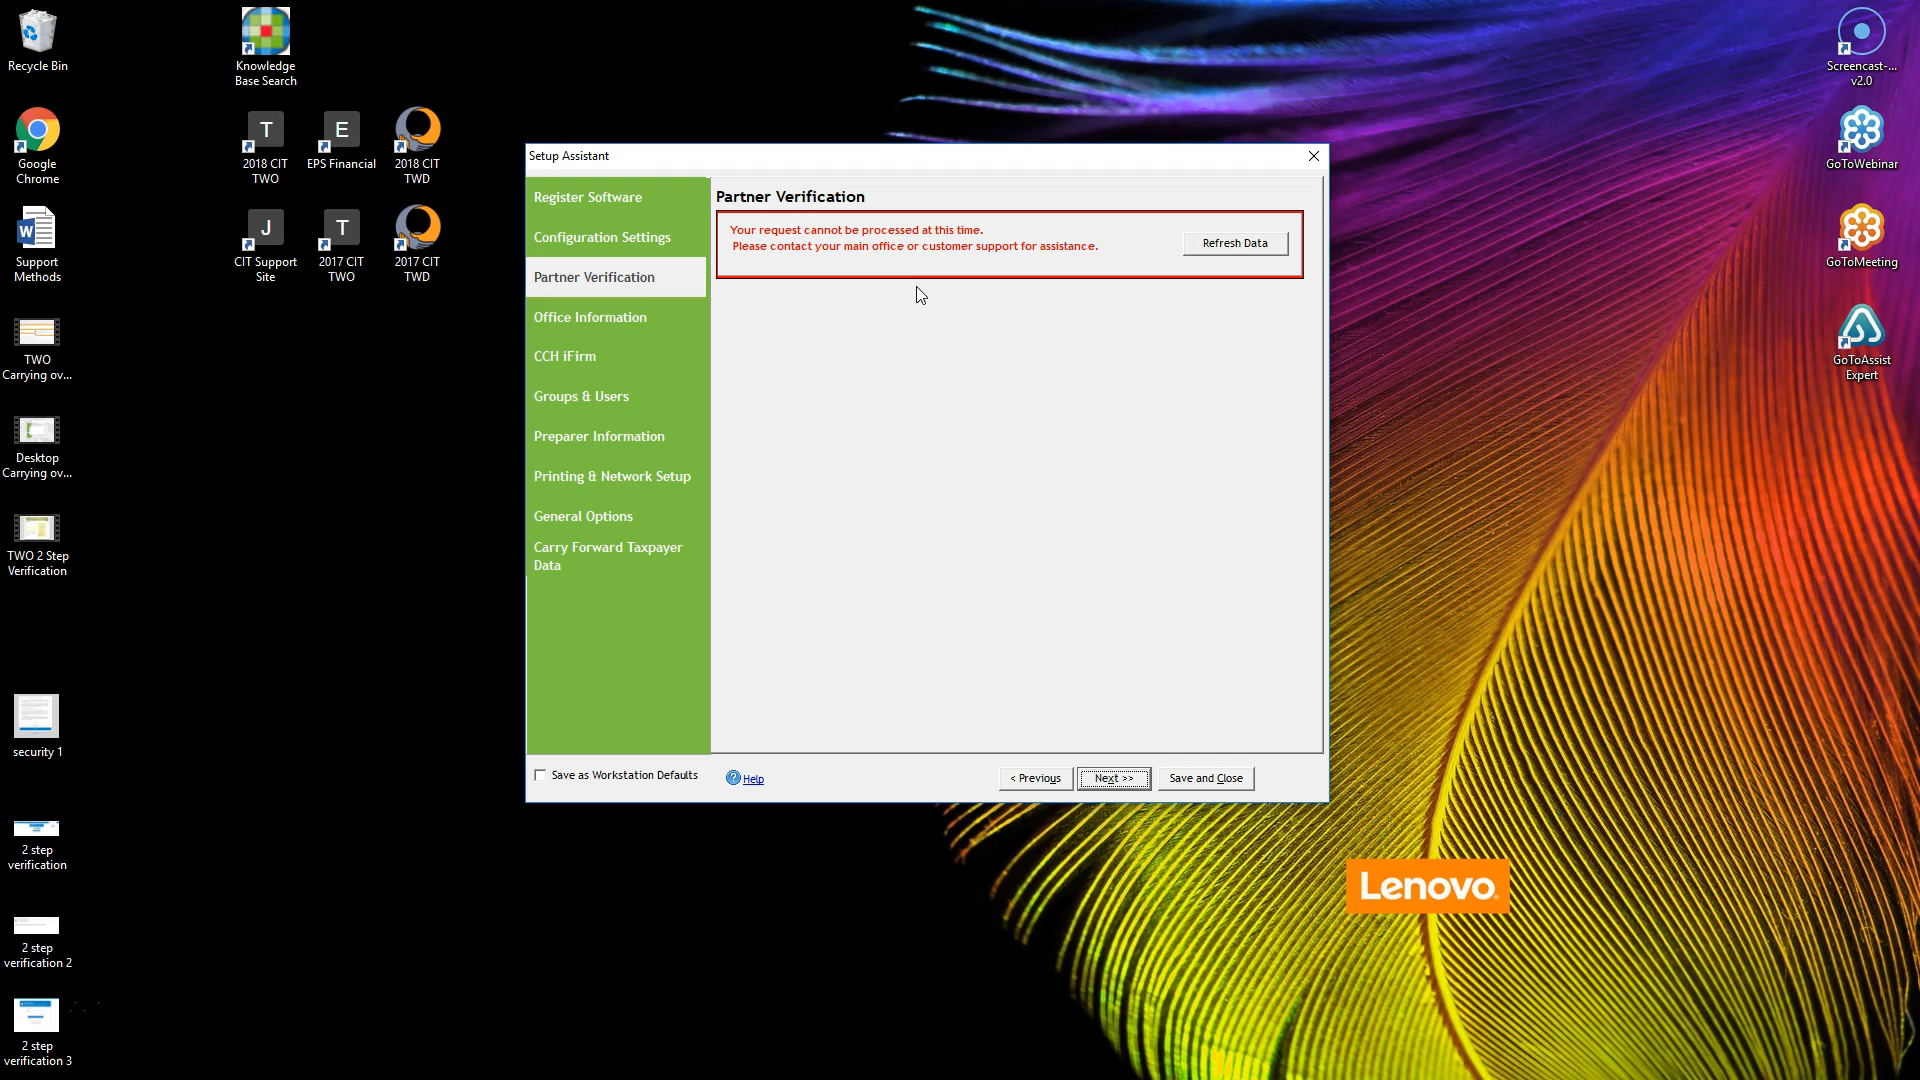 Recycle Bin
Knowledge
Base Search
Screencast-...
v2.0
Google
Chrome
T
2018 CIT
TWO
E
EPS Financial
2018 CIT
TWD
GoToWebinar
W
Support
Methods
J
CIT Support
Site
T
2017 CIT
TWO
2017 CIT
TWD
GoToMeeting
TWO
Carrying ov...
GoToAssist
Expert
Desktop
Carrying ov...
TWO 2 Step
Verification
security 1
2 step
verification
2 step
verification 2
2 step
verification 3
Setup Assistant
Register Software
Configuration Settings
Partner Verification
Office Information
CCH iFirm
Groups & Users
Preparer Information
Printing & Network Setup
General Options
Carry Forward Taxpayer
Data
Partner Verification
Your request cannot be processed at this time.
Please contact your main office or customer support for assistance.
Refresh Data
Save as Workstation Defaults
? Help
< Previous
Next >>
Save and Close
Lenovo